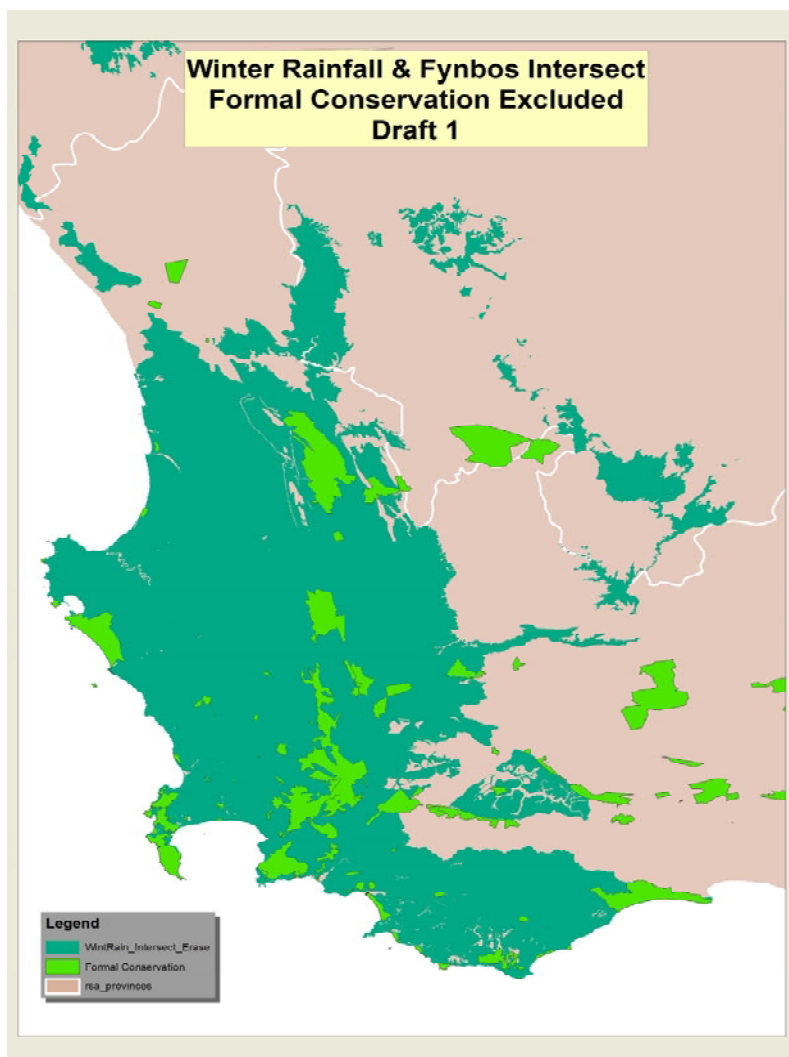 Winter Rainfall & Fynbos Intersect
Formal Conservation Excluded
Draft 1
Legend
WintRain_Intersect_Erase
Formal Conservation
rsa_provinces